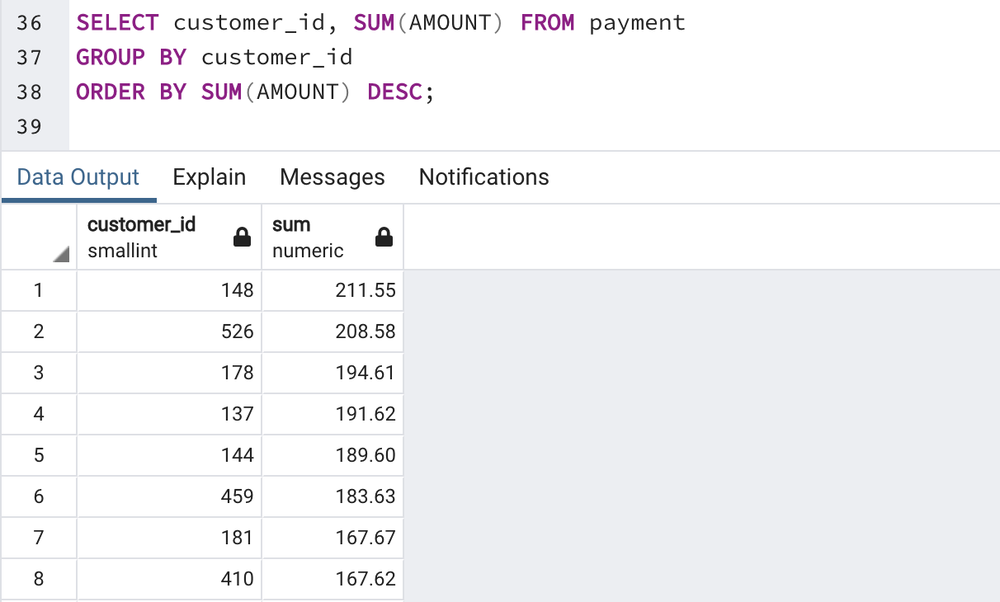 36 SELECT customer_id, SUM(AMOUNT) FROM payment
37 GROUP BY customer_id
38 ORDER BY SUM(AMOUNT) DESC;
39
Data Output Explain Messages Notifications
customer_id sum
smallint numeric
1 148 211.55
2 526 208.58
3 178 194.61
4 137 191.62
5 144 189.60
6 459 183.63
7 181 167.67
8 410 167.62